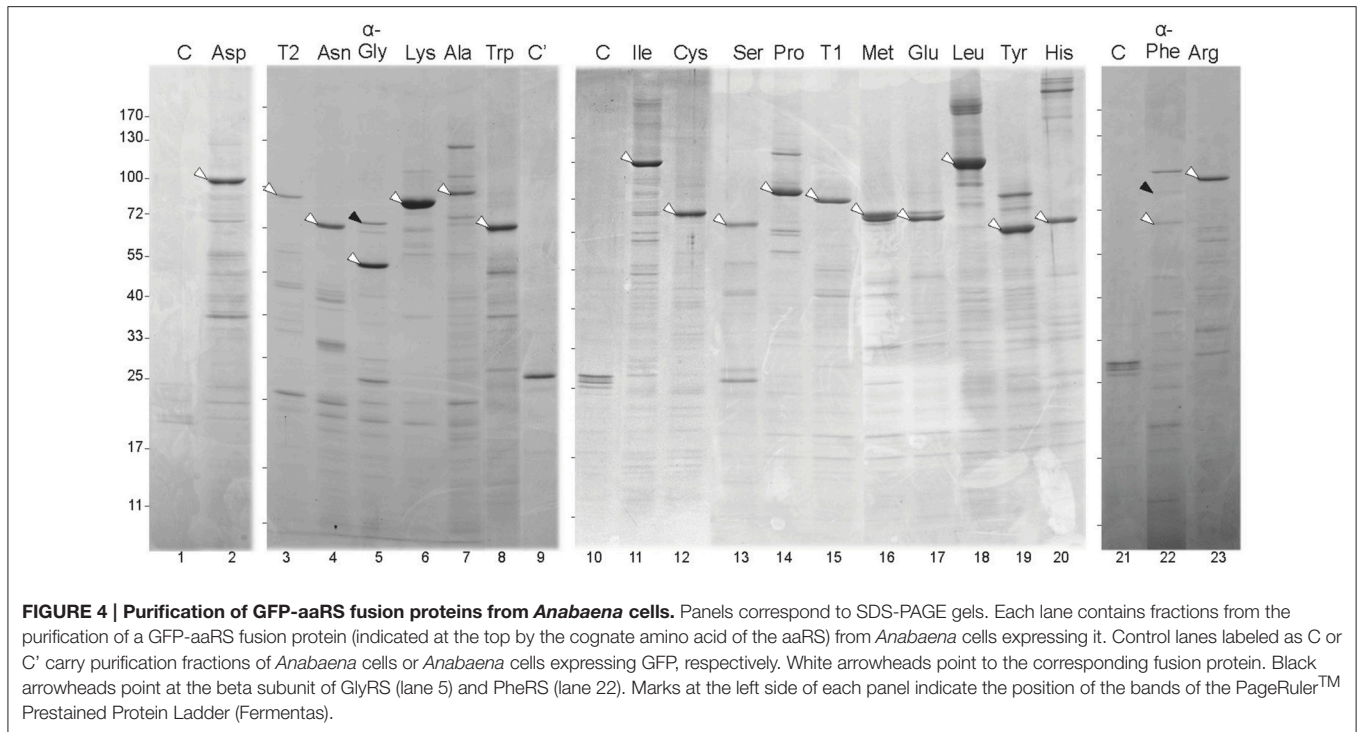 α- α-
C Asp T2 Asn Gly Lys Ala Trp C' C Ile Cys Ser Pro T1 Met Glu Leu Tyr His C Phe Arg
170-
130-
100-
72-
55-
40-
33-
25-
17-
11-
1 2 3 4 5 6 7 8 9 10 11 12 13 14 15 16 17 18 19 20 21 22 23
FIGURE 4 | Purification of GFP-aaRS fusion proteins from Anabaena cells. Panels correspond to SDS-PAGE gels. Each lane contains fractions from the
purification of a GFP-aaRS fusion protein (indicated at the top by the cognate amino acid of the aaRS) from Anabaena cells expressing it. Control lanes labeled as C or
C’ carry purification fractions of Anabaena cells or Anabaena cells expressing GFP, respectively. White arrowheads point to the corresponding fusion protein. Black
arrowheads point at the beta subunit of GlyRS (lane 5) and PheRS (lane 22). Marks at the left side of each panel indicate the position of the bands of the PageRuler™
Prestained Protein Ladder (Fermentas).